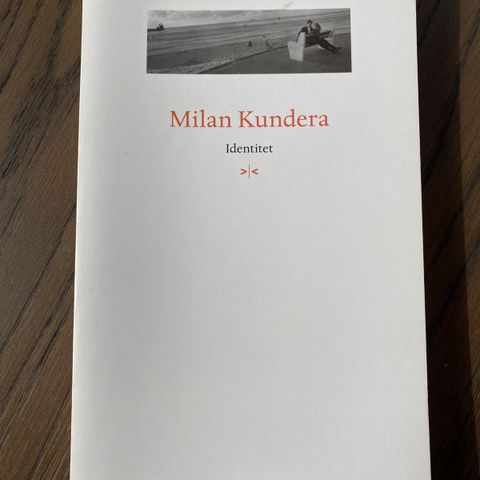 Milan Kundera
Identitet
>|<